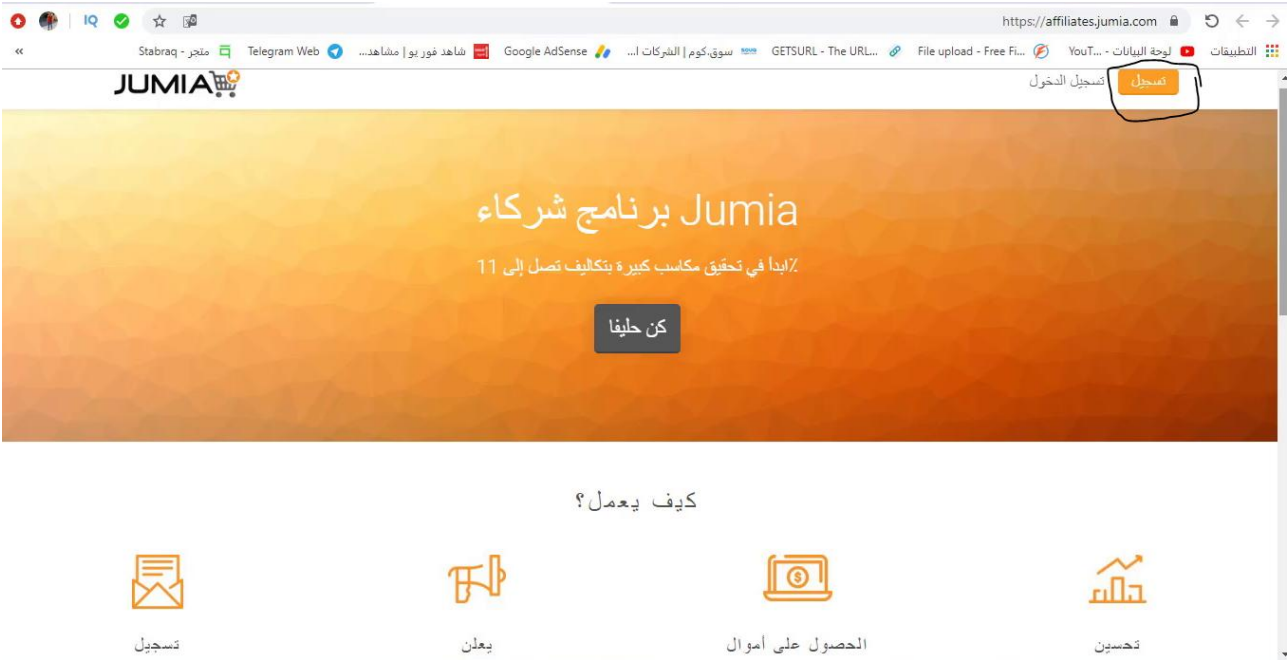 IQ
https://affiliates.jumia.com
التطبيقات
لوحة البيانات - YouT...
File upload - Free Fi...
GETSURL - The URL...
سوق.كوم | الشركات ا...
Google AdSense
شاهد فور يو | مشاهد...
Telegram Web
متجر - Stabraq
»
JUMIA
تسجيل
تسجيل الدخول
Jumia برنامج شركاء
٪ابدأ في تحقيق مكاسب كبيرة بتكاليف تصل إلى 11
كن حليفا
كيف يعمل؟
تحسين
الحصول على أموال
يعلن
تسجيل